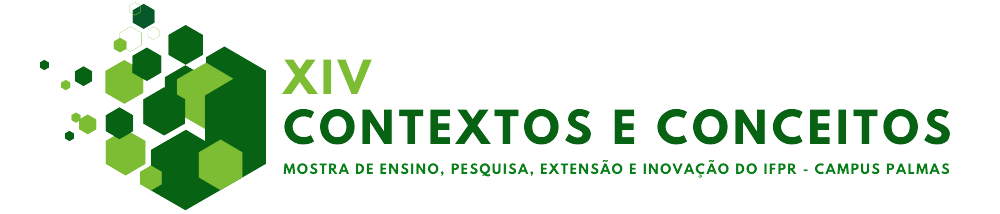 XIV
CONTEXTOS E CONCEITOS
MOSTRA DE ENSINO, PESQUISA, EXTENSÃO E INOVAÇÃO DO IFPR - CAMPUS PALMAS